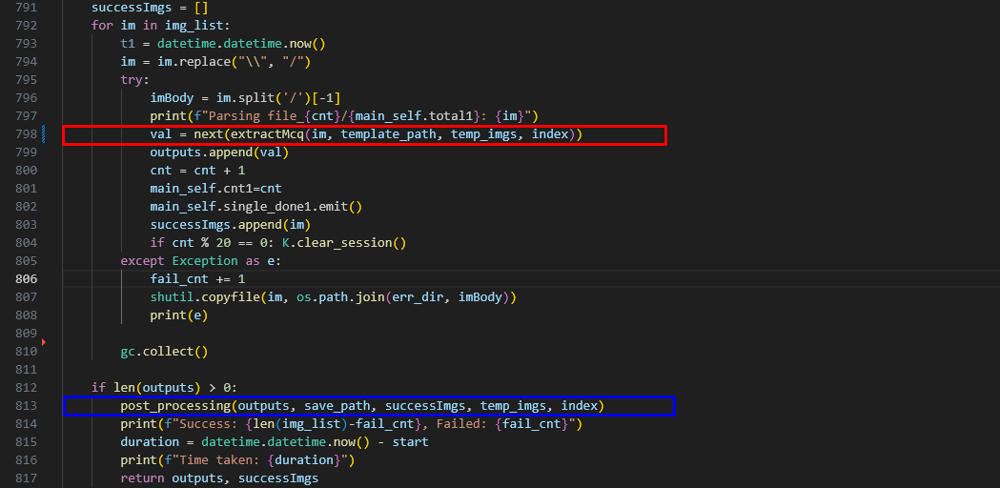 791 successImgs = []
792 for im in img_list:
793 t1 = datetime.datetime.now()
794 im = im.replace("\\", "/")
795 try:
796 imBody = im.split('/')[-1]
797 print(f"Parsing file_{cnt}/{main_self.total1}: {im}")
798 val = next(extractMcq(im, template_path, temp_imgs, index))
799 outputs.append(val)
800 cnt = cnt + 1
801 main_self.cnt1=cnt
802 main_self.single_done1.emit()
803 successImgs.append(im)
804 if cnt % 20 == 0: K.clear_session()
805 except Exception as e:
806 fail_cnt += 1
807 shutil.copyfile(im, os.path.join(err_dir, imBody))
808 print(e)
809
810 gc.collect()
811
812 if len(outputs) > 0:
813 post_processing(outputs, save_path, successImgs, temp_imgs, index)
814 print(f"Success: {len(img_list)-fail_cnt}, Failed: {fail_cnt}")
815 duration = datetime.datetime.now() - start
816 print(f"Time taken: {duration}")
817 return outputs, successImgs